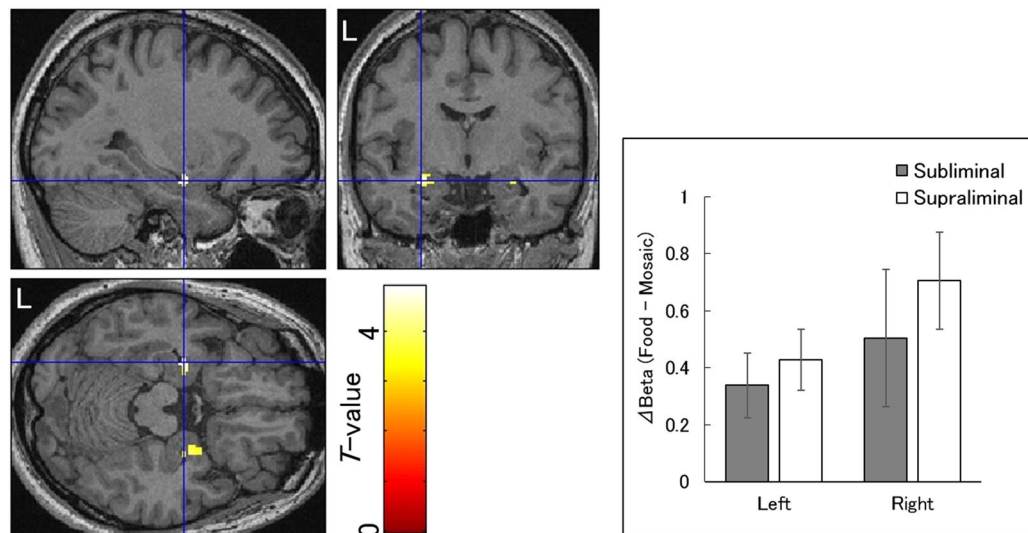 L
L
T-value
4
0
Subliminal
Supraliminal
ΔBeta (Food - Mosaic)
1
0.8
0.6
0.4
0.2
0
Left
Right